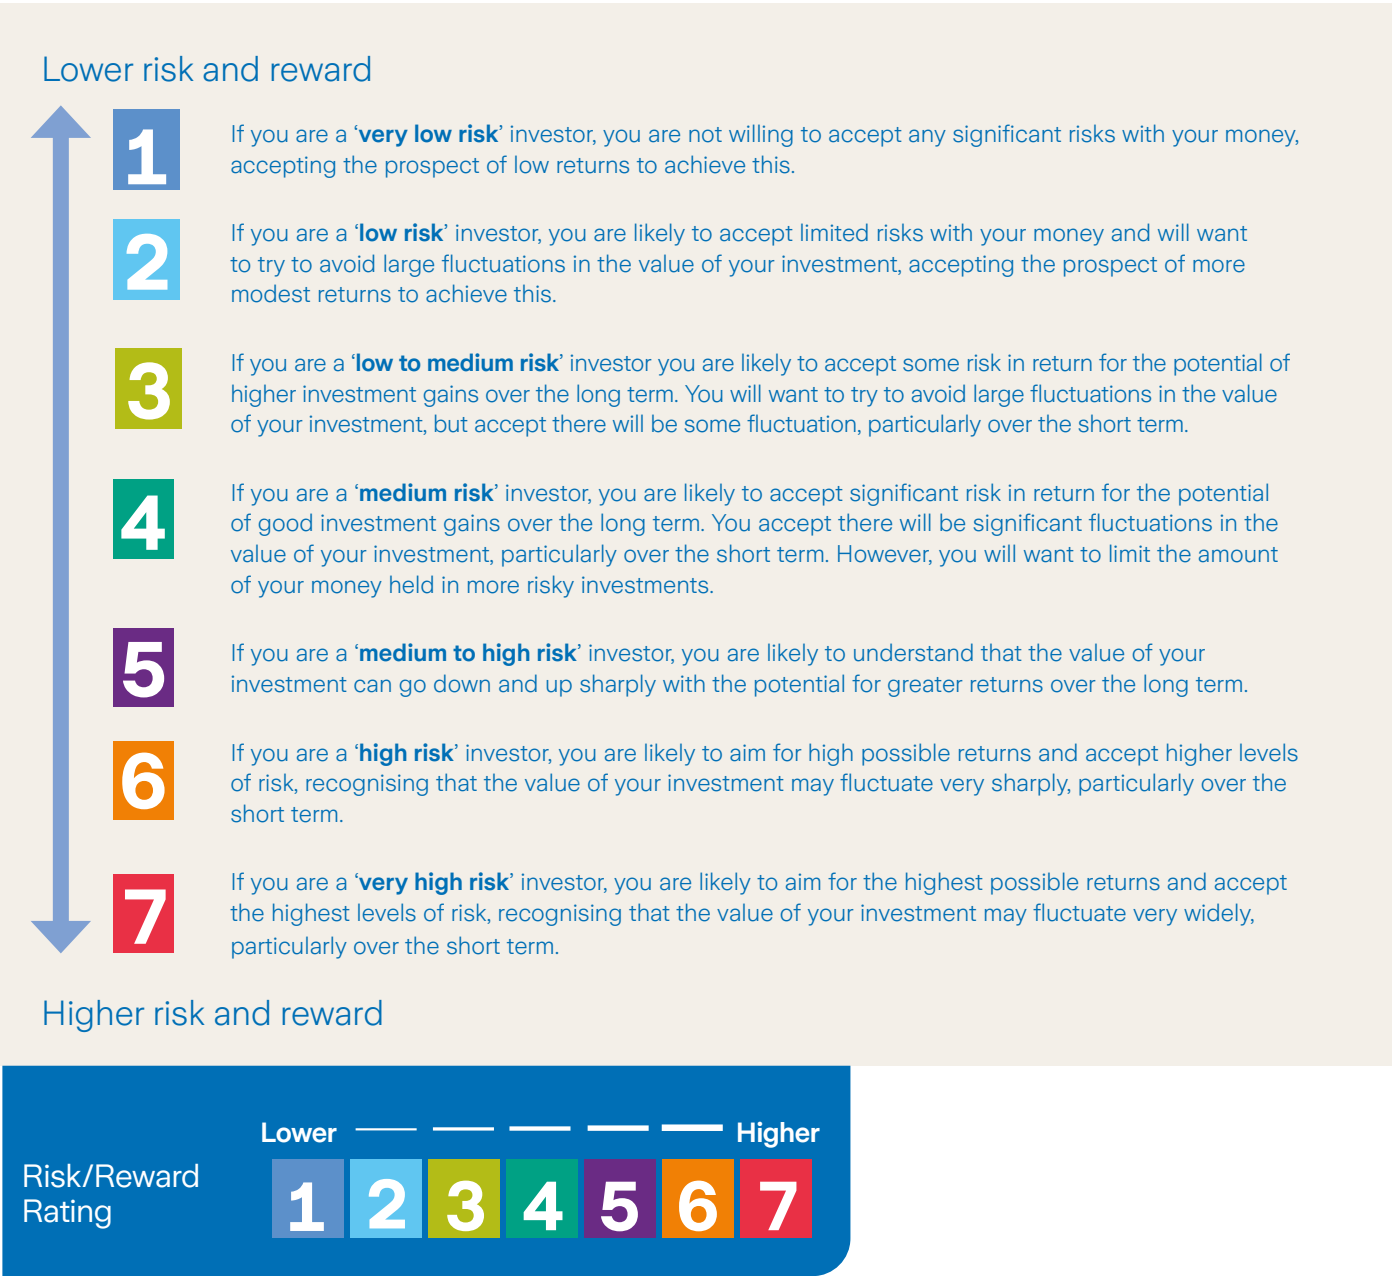 Lower risk and reward
1
If you are a ‘very low risk’ investor, you are not willing to accept any significant risks with your money,
accepting the prospect of low returns to achieve this.
2
If you are a ‘low risk’ investor, you are likely to accept limited risks with your money and will want
to try to avoid large fluctuations in the value of your investment, accepting the prospect of more
modest returns to achieve this.
3
If you are a ‘low to medium risk’ investor you are likely to accept some risk in return for the potential of
higher investment gains over the long term. You will want to try to avoid large fluctuations in the value
of your investment, but accept there will be some fluctuation, particularly over the short term.
4
If you are a ‘medium risk’ investor, you are likely to accept significant risk in return for the potential
of good investment gains over the long term. You accept there will be significant fluctuations in the
value of your investment, particularly over the short term. However, you will want to limit the amount
of your money held in more risky investments.
5
If you are a ‘medium to high risk’ investor, you are likely to understand that the value of your
investment can go down and up sharply with the potential for greater returns over the long term.
6
If you are a ‘high risk’ investor, you are likely to aim for high possible returns and accept higher levels
of risk, recognising that the value of your investment may fluctuate very sharply, particularly over the
short term.
7
If you are a ‘very high risk’ investor, you are likely to aim for the highest possible returns and accept
the highest levels of risk, recognising that the value of your investment may fluctuate very widely,
particularly over the short term.
Higher risk and reward
Lower Higher
Risk/Reward
Rating
1 2 3 4 5 6 7